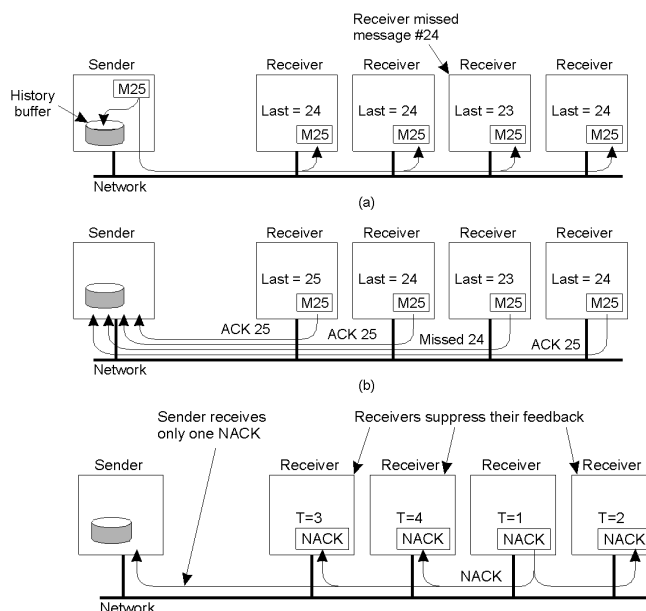 Receiver missed
message #24
Sender
Receiver
Receiver
Receiver
Receiver
History
buffer
M25
Last = 24
Last = 24
Last = 23
Last = 24
M25
M25
M25
M25
Network
(a)
Sender
Receiver
Receiver
Receiver
Receiver
Last = 25
Last = 24
Last = 23
Last = 24
M25
M25
M25
M25
ACK 25
ACK 25
Missed 24
ACK 25
Network
(b)
Sender receives
only one NACK
Receivers suppress their feedback
Sender
Receiver
Receiver
Receiver
Receiver
T=3
T=4
T=1
T=2
NACK
NACK
NACK
NACK
NACK
Network